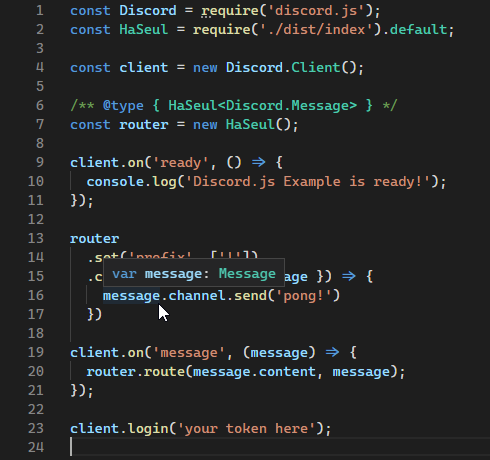 1 const Discord = require('discord.js');
2 const HaSeul = require('./dist/index').default;
3
4 const client = new Discord.Client();
5
6 /** @type { HaSeul<Discord.Message> } */
7 const router = new HaSeul();
8
9 client.on('ready', () => {
10 console.log('Discord.js Example is ready!');
11 });
12
13 router
14 .set('prefix', ['!'])
var message: Message
15 .c age }) => {
16 message.channel.send('pong!')
17 })
18
19 client.on('message', (message) => {
20 router.route(message.content, message);
21 });
22
23 client.login('your token here');
24